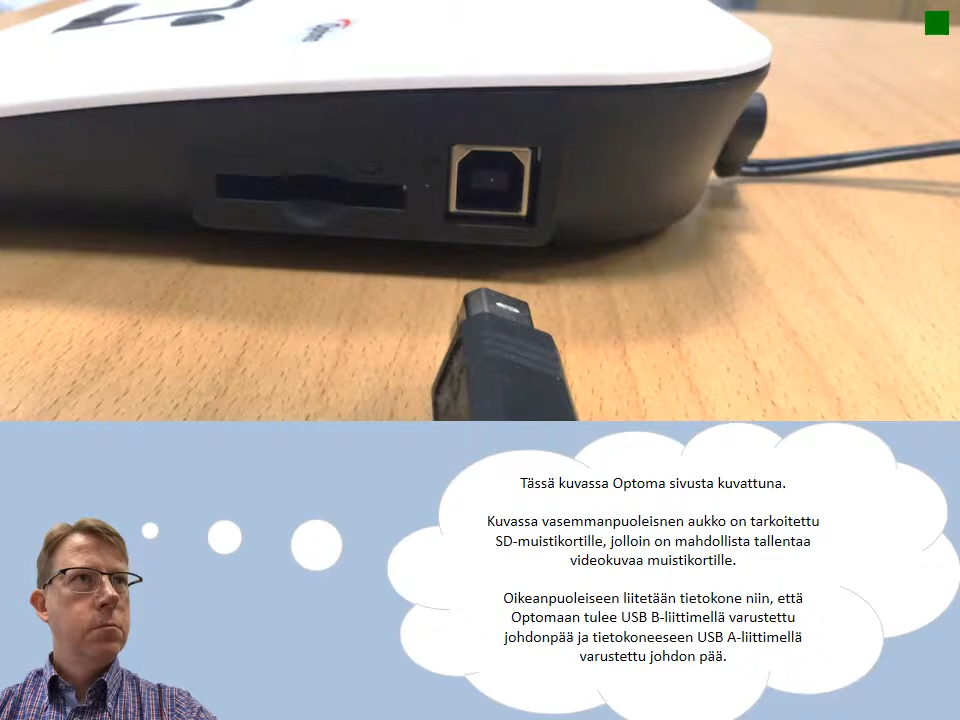 Tässä kuvassa Optoma sivusta kuvattuna.
Kuvassa vasemmanpuoleisnen aukko on tarkoitettu
SD-muistikortille, jolloin on mahdollista tallentaa
videokuvaa muistikortille.
Oikeanpuoleiseen liitetään tietokone niin, että
Optomaan tulee USB B-liittimellä varustettu
johdonpää ja tietokoneeseen USB A-liittimellä
varustettu johdon pää.